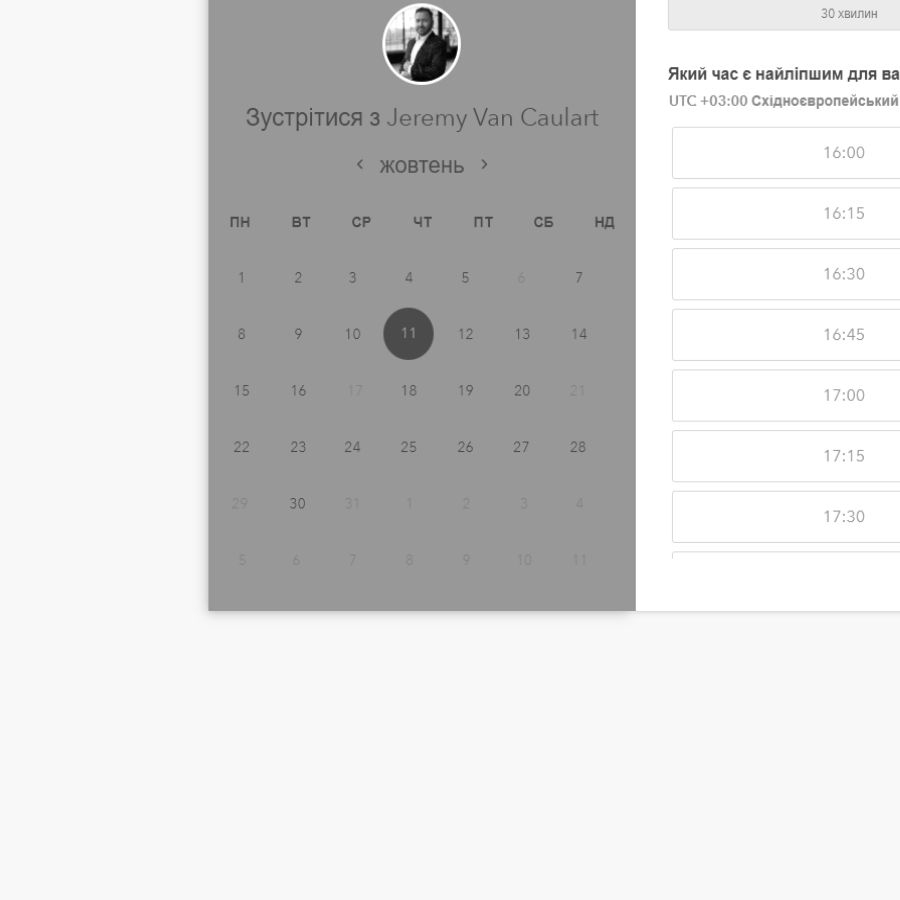 Зустрітися з Jeremy Van Caulart
‹ жовтень ›
ПН ВТ СР ЧТ ПТ СБ НД
1 2 3 4 5 6 7
8 9 10 11 12 13 14
15 16 17 18 19 20 21
22 23 24 25 26 27 28
29 30 31 1 2 3 4
5 6 7 8 9 10 11
30 хвилин
Який час є найліпшим для ва
UTC +03:00 Східноєвропейський
16:00
16:15
16:30
16:45
17:00
17:15
17:30